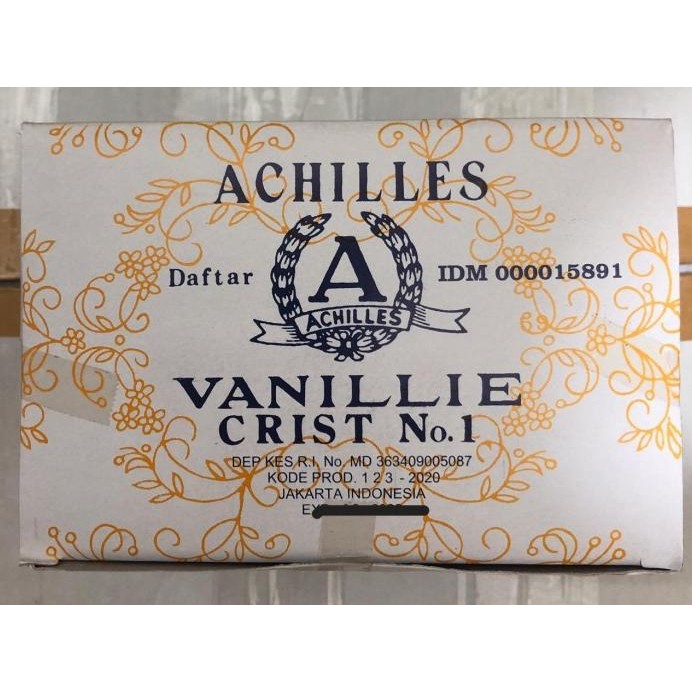 ACHILLES
Daftar
A
IDM 000015891
ACHILLES
VANILLIE
CRIST No.1
DEP KES R.I, No. MD 363409005087
KODE PROD. 1 2 3 - 2020
JAKARTA INDONESIA